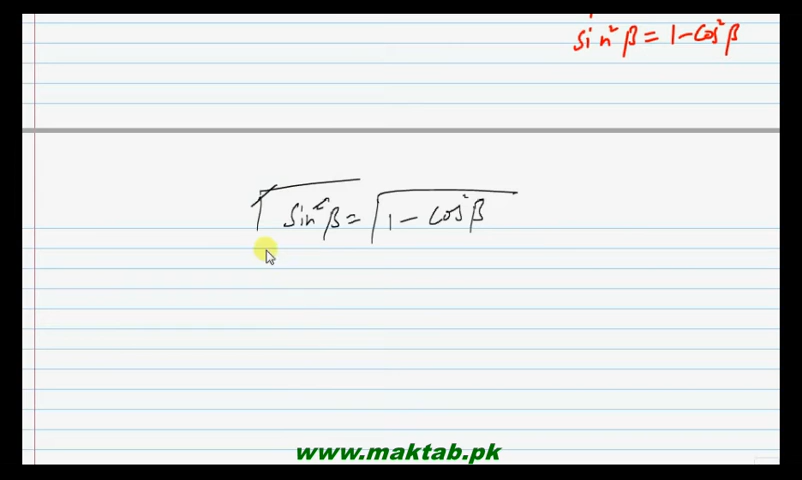 sin²β = 1-cos²β
√sin²β = √1 - cos²β
www.maktab.pk